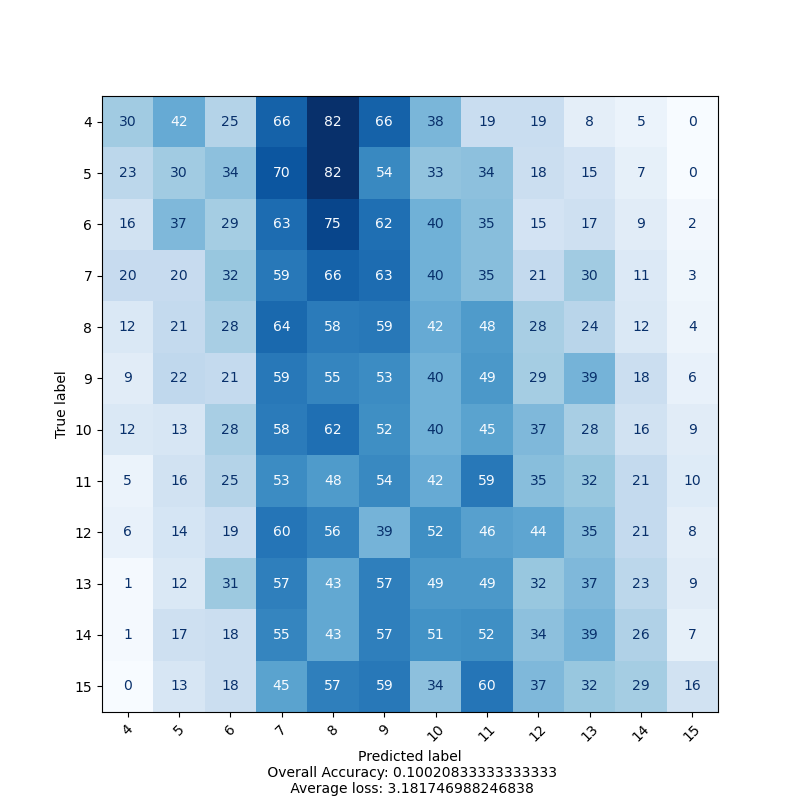 4 30 42 25 66 82 66 38 19 19 8 5 0
5 23 30 34 70 82 54 33 34 18 15 7 0
6 16 37 29 63 75 62 40 35 15 17 9 2
7 20 20 32 59 66 63 40 35 21 30 11 3
8 12 21 28 64 58 59 42 48 28 24 12 4
9 9 22 21 59 55 53 40 49 29 39 18 6
True label
10 12 13 28 58 62 52 40 45 37 28 16 9
11 5 16 25 53 48 54 42 59 35 32 21 10
12 6 14 19 60 56 39 52 46 44 35 21 8
13 1 12 31 57 43 57 49 49 32 37 23 9
14 1 17 18 55 43 57 51 52 34 39 26 7
15 0 13 18 45 57 59 34 60 37 32 29 16
4 5 6 7 8 9 10 11 12 13 14 15
Predicted label
Overall Accuracy: 0.10020833333333333
Average loss: 3.181746988246838